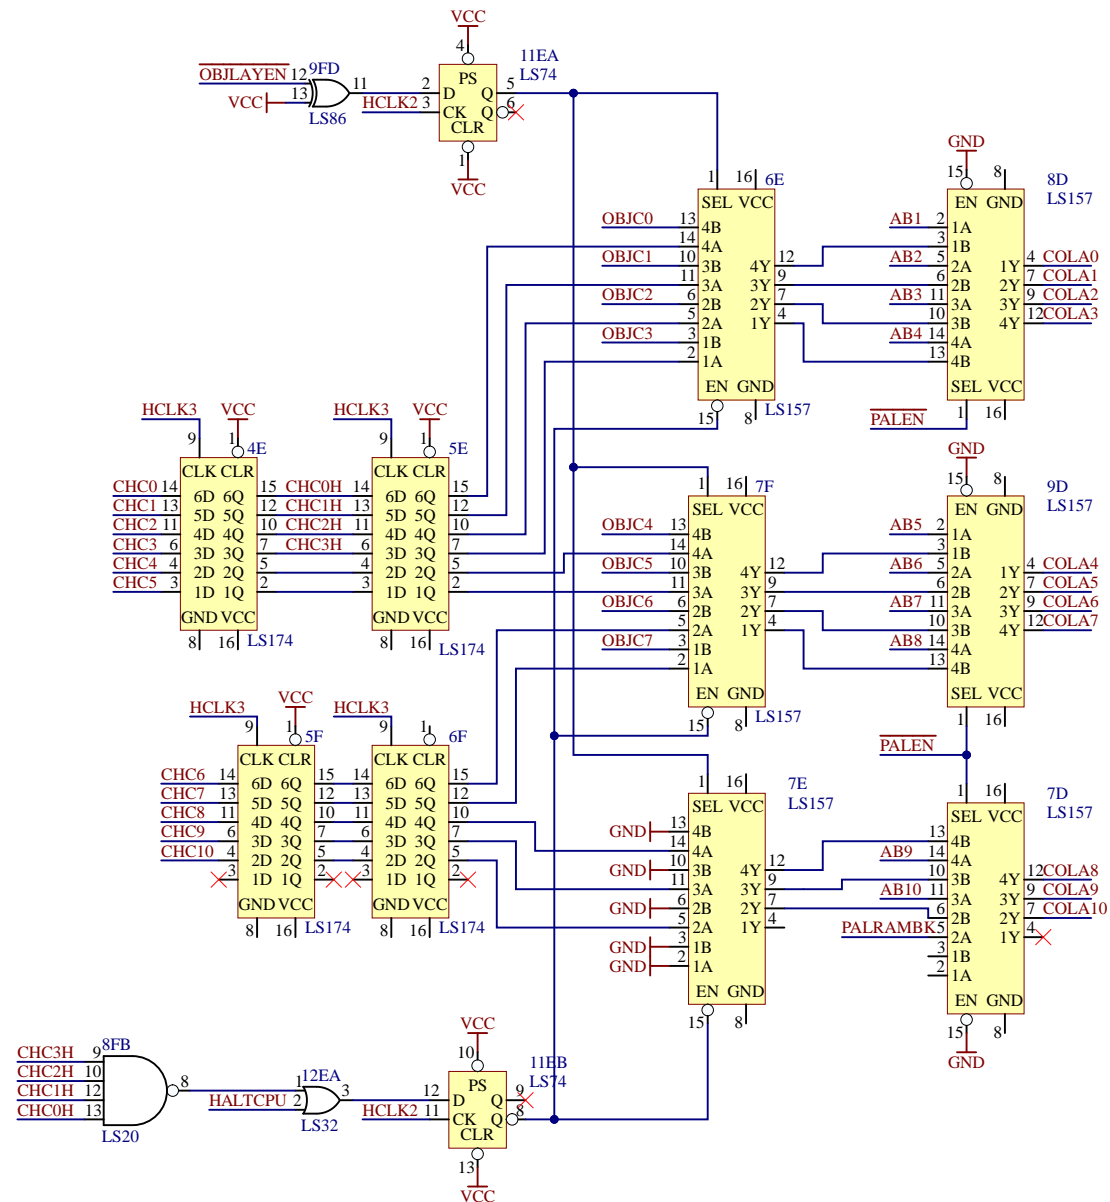 VCC
4
11EA
LS74
OBJLAYEN 12 9FD 11
VCC 13
LS86
2 D PS Q 5
HCLK2 3 CK Q 6
CLR
1
VCC
1 16 6E
SEL VCC
OBJC0 13 4B
14 4A
OBJC1 10 3B 4Y 12
11 3A 3Y 9
OBJC2 6 2B 2Y 7
5 2A 1Y 4
OBJC3 3 1B
2 1A
EN GND
15 8
LS157
GND
15 8 8D
LS157
EN GND
AB1 2 1A
3 1B
AB2 5 2A 1Y 4 COLA0
6 2B 2Y 7 COLA1
AB3 11 3A 3Y 9 COLA2
10 3B 4Y 12 COLA3
AB4 14 4A
13 4B
SEL VCC
1 16
PALEN
HCLK3 VCC
9 1 4E
CLK CLR
CHC0 14 6D 6Q 15 CHC0H
CHC1 13 5D 5Q 12 CHC1H
CHC2 11 4D 4Q 10 CHC2H
CHC3 6 3D 3Q 7 CHC3H
CHC4 4 2D 2Q 5
CHC5 3 1D 1Q 2
GND VCC
8 16 LS174
HCLK3 VCC
9 1 5E
CLK CLR
14 6D 6Q 15
13 5D 5Q 12
11 4D 4Q 10
6 3D 3Q 7
4 2D 2Q 5
3 1D 1Q 2
GND VCC
8 16 LS174
1 16 7F
SEL VCC
OBJC4 13 4B
14 4A
OBJC5 10 3B 4Y 12
11 3A 3Y 9
OBJC6 6 2B 2Y 7
5 2A 1Y 4
OBJC7 3 1B
2 1A
EN GND
15 8
LS157
GND
15 8 9D
LS157
EN GND
AB5 2 1A
3 1B
AB6 5 2A 1Y 4 COLA4
6 2B 2Y 7 COLA5
AB7 11 3A 3Y 9 COLA6
10 3B 4Y 12 COLA7
AB8 14 4A
13 4B
SEL VCC
1 16
PALEN
HCLK3 VCC
9 1 5F
CLK CLR
CHC6 14 6D 6Q 15
CHC7 13 5D 5Q 12
CHC8 11 4D 4Q 10
CHC9 6 3D 3Q 7
CHC10 4 2D 2Q 5
3 1D 1Q 2
GND VCC
8 16 LS174
HCLK3
9 1 6F
CLK CLR
14 6D 6Q 15
13 5D 5Q 12
11 4D 4Q 10
6 3D 3Q 7
4 2D 2Q 5
3 1D 1Q 2
GND VCC
8 16 LS174
1 16 7E
LS157
SEL VCC
GND 13 4B
14 4A
GND 10 3B 4Y 12
11 3A 3Y 9
GND 6 2B 2Y 7
5 2A 1Y 4
GND 3 1B
GND 2 1A
EN GND
15 8
1 16 7D
LS157
SEL VCC
13 4B
AB9 14 4A
10 3B 4Y 12 COLA8
AB10 11 3A 3Y 9 COLA9
6 2B 2Y 7 COLA10
PALRAMBK 5 2A 1Y 4
3 1B
2 1A
EN GND
15 8
GND
8FB
CHC3H 9
CHC2H 10 8
CHC1H 12
CHC0H 13
LS20
12EA
1 3
HALTCPU 2
LS32
VCC
10 11EB
LS74
12 D PS Q 9
HCLK2 11 CK Q 8
CLR
13
VCC